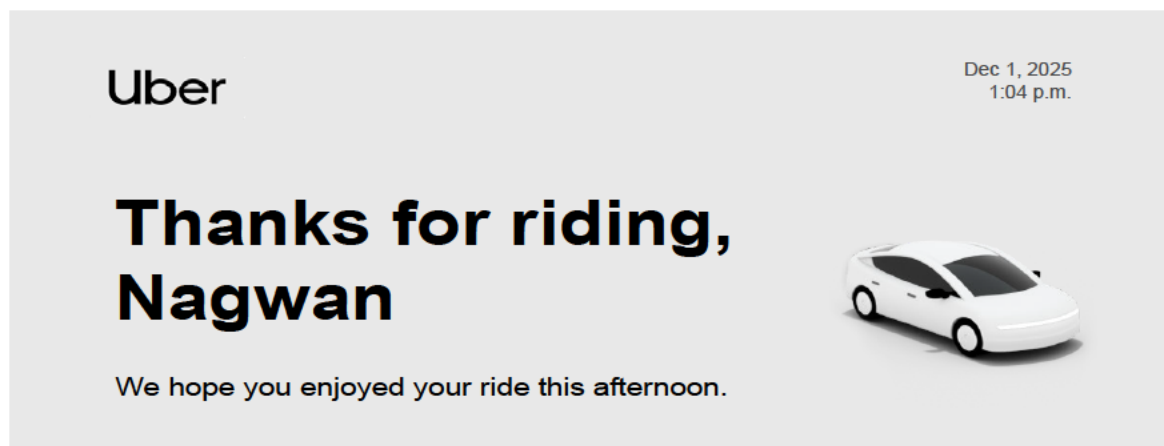 Uber
Dec 1, 2025
1:04 p.m.
Thanks for riding,
Nagwan
We hope you enjoyed your ride this afternoon.